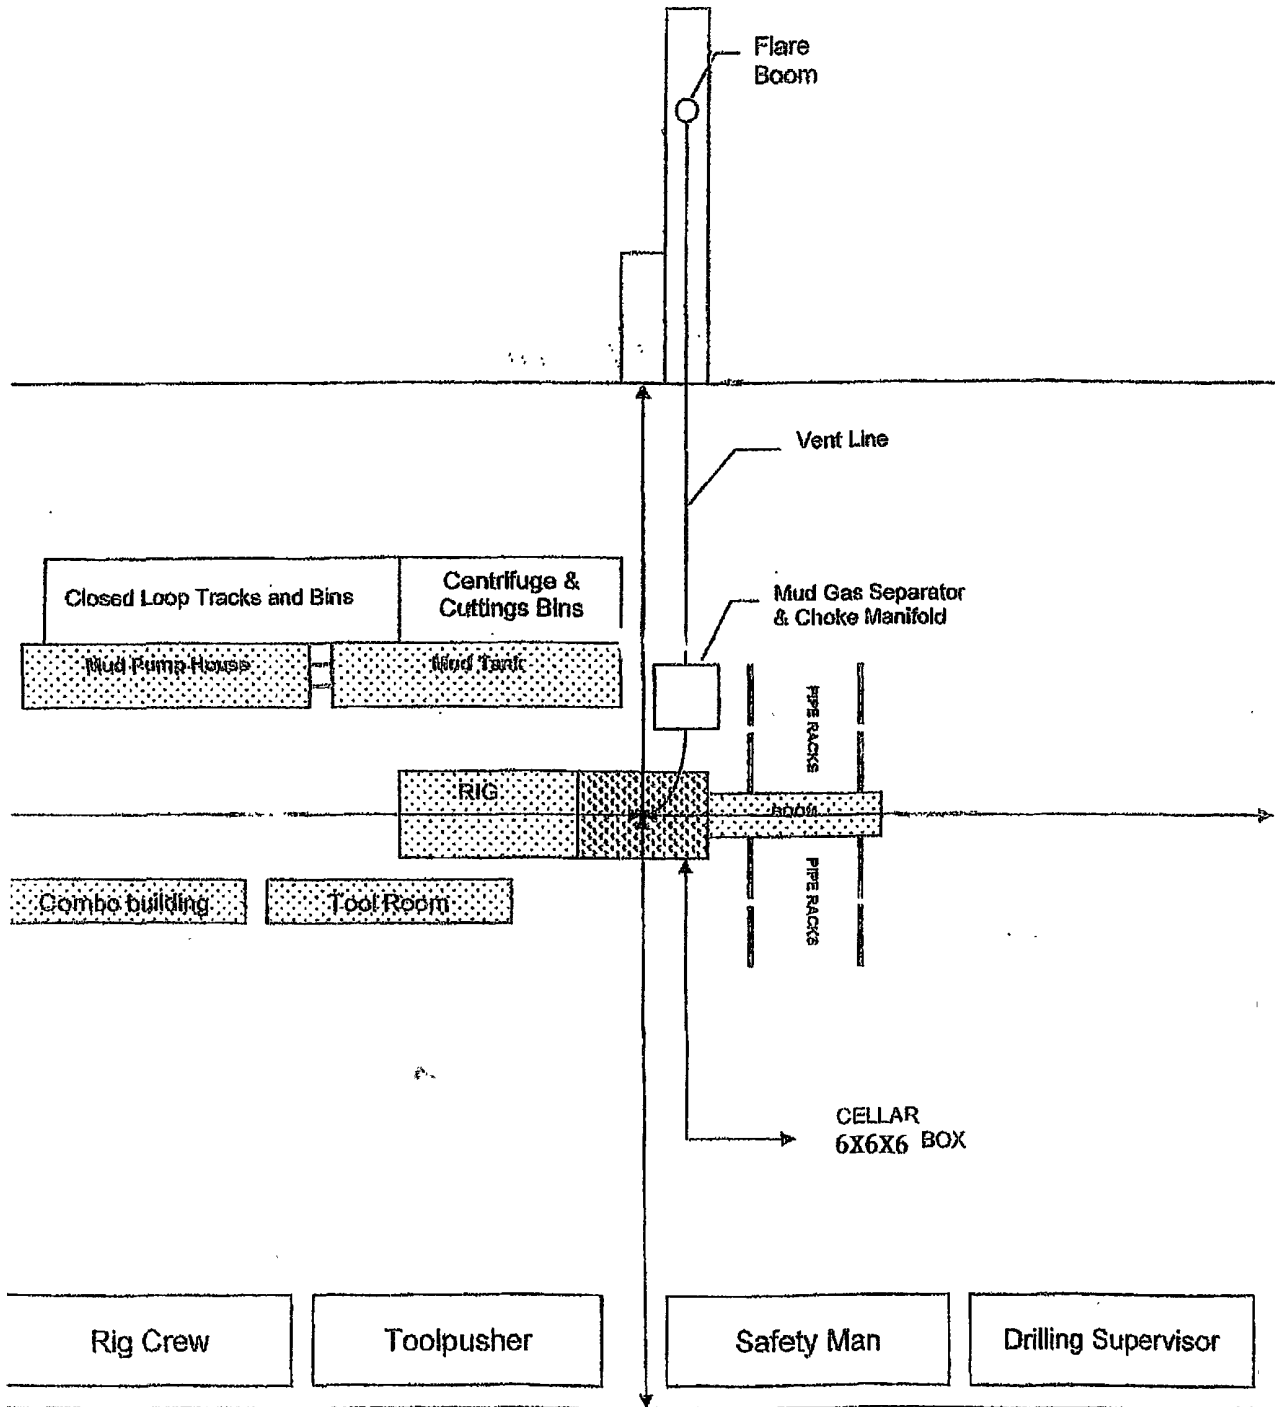 Flare
Boom
Vent Line
Closed Loop Tracks and Bins
Centrifuge &
Cuttings Bins
Mud Gas Separator
& Choke Manifold
Mud Pump House
Mud Tank
PIPE RACKS
RIG
ROOM
Combo building
Tool Room
PIPE RACKS
CELLAR
6X6X6 BOX
Rig Crew
Toolpusher
Safety Man
Drilling Supervisor